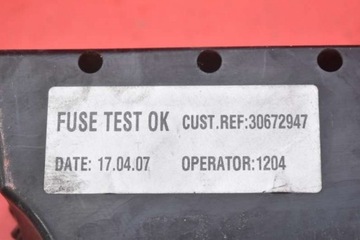 FUSE TEST OK CUST.REF:30672947
DATE: 17.04.07 OPERATOR:1204